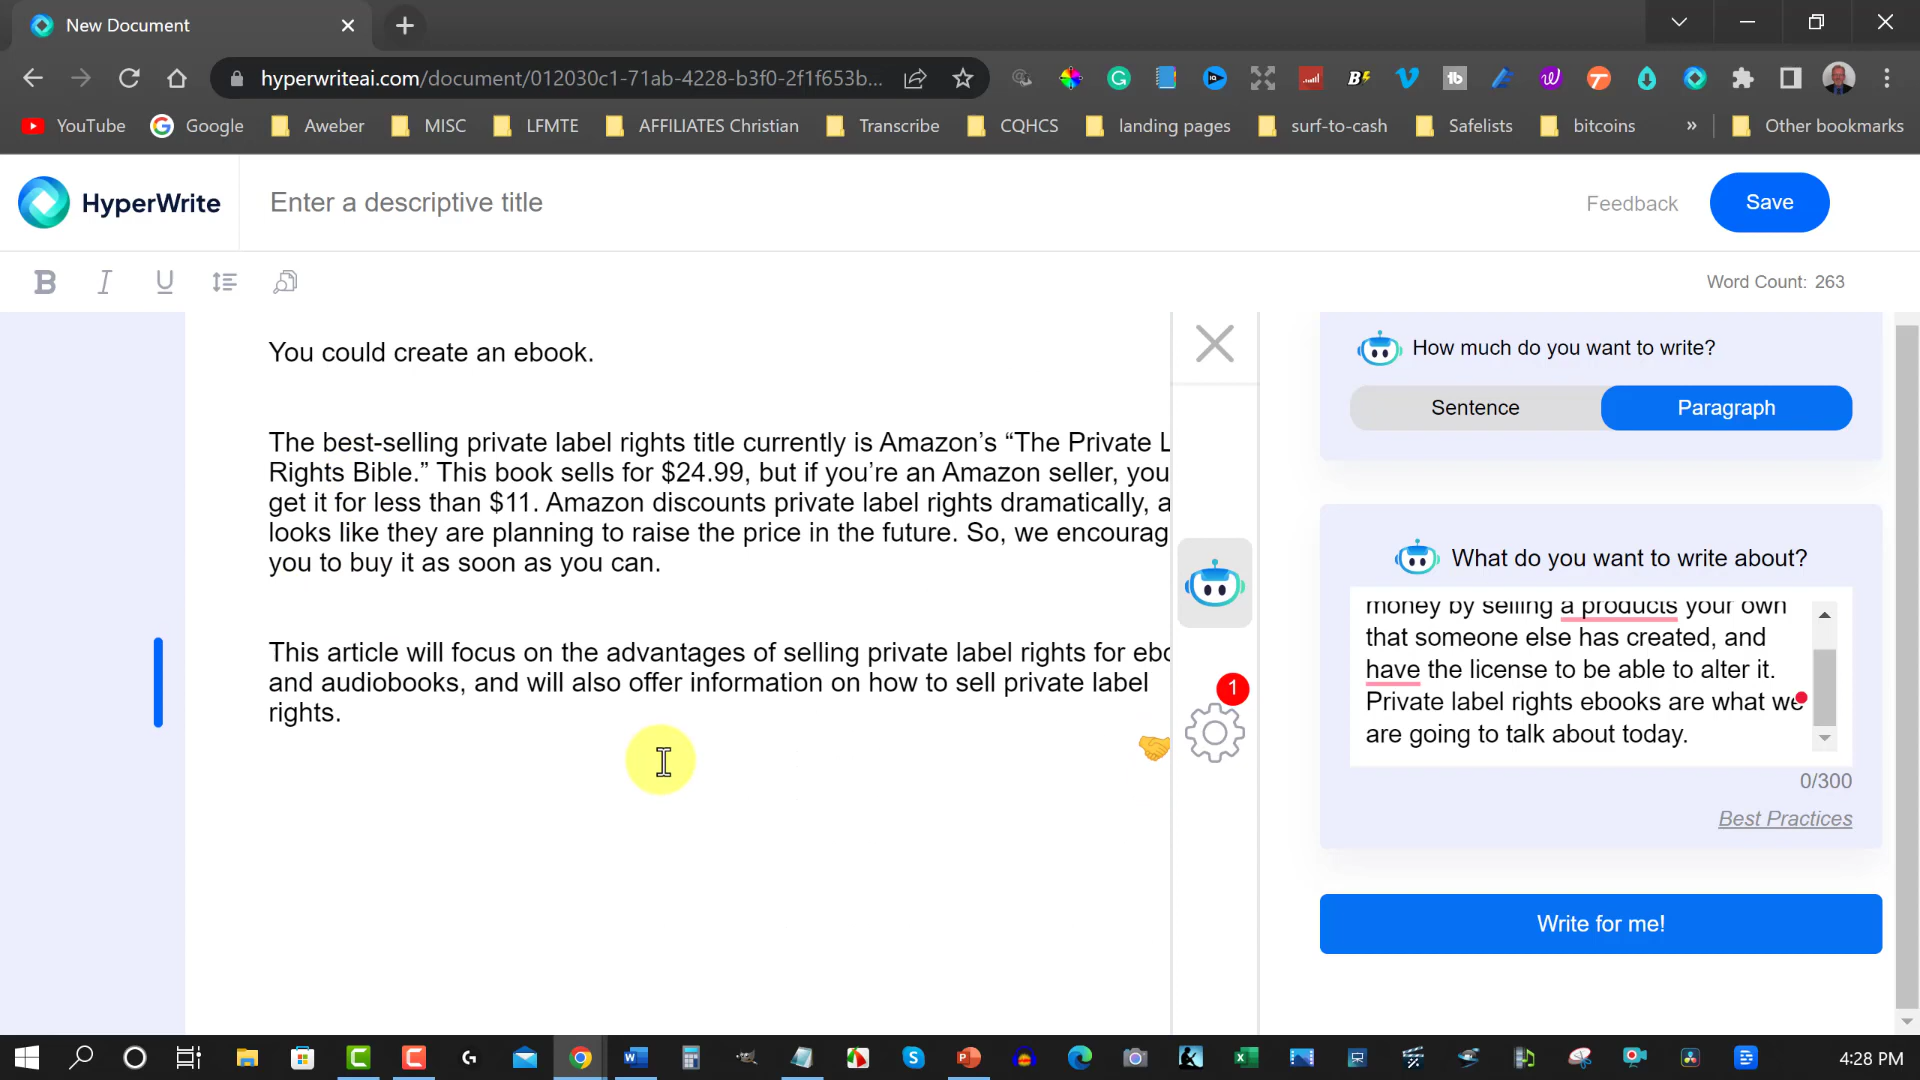 New Document
hyperwriteai.com/document/012030c1-71ab-4228-b3f0-2f1f653b...
YouTube Google Aweber MISC LFMTE AFFILIATES Christian Transcribe CQHCS landing pages surf-to-cash Safelists bitcoins » Other bookmarks
HyperWrite
Enter a descriptive title
Feedback
Save
B I U
Word Count: 263
You could create an ebook.
The best-selling private label rights title currently is Amazon’s “The Private L
Rights Bible.” This book sells for $24.99, but if you’re an Amazon seller, you
get it for less than $11. Amazon discounts private label rights dramatically, a
looks like they are planning to raise the price in the future. So, we encourag
you to buy it as soon as you can.
This article will focus on the advantages of selling private label rights for ebo
and audiobooks, and will also offer information on how to sell private label
rights.
1
How much do you want to write?
Sentence
Paragraph
What do you want to write about?
money by selling a products your own
that someone else has created, and
have the license to be able to alter it.
Private label rights ebooks are what we
are going to talk about today.
0/300
Best Practices
Write for me!
4:28 PM